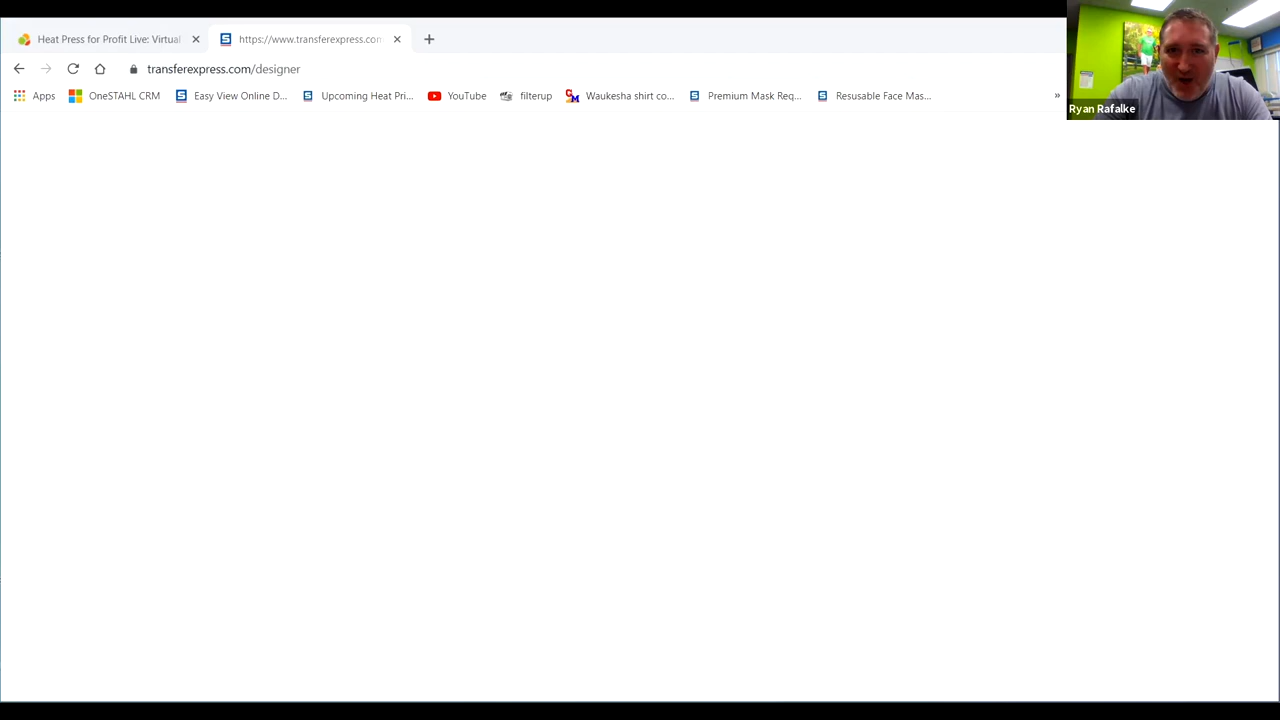 Heat Press for Profit Live: Virtual
https://www.transferexpress.com
transferexpress.com/designer
Apps
OneSTAHL CRM
Easy View Online D...
Upcoming Heat Pri...
YouTube
filterup
Waukesha shirt co...
Premium Mask Req...
Resusable Face Mas...
»
Ryan Rafalke